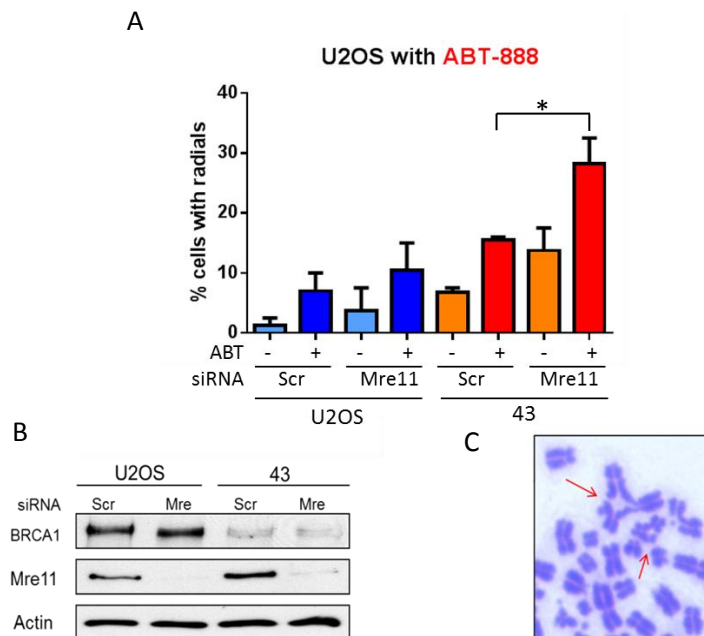 A
U2OS with ABT-888
% cells with radials
40
30
20
10
0
*
ABT - + - + - + - +
siRNA Scr Mre11 Scr Mre11
U2OS 43
B
U2OS 43
siRNA Scr Mre Scr Mre
BRCA1
Mre11
Actin
C